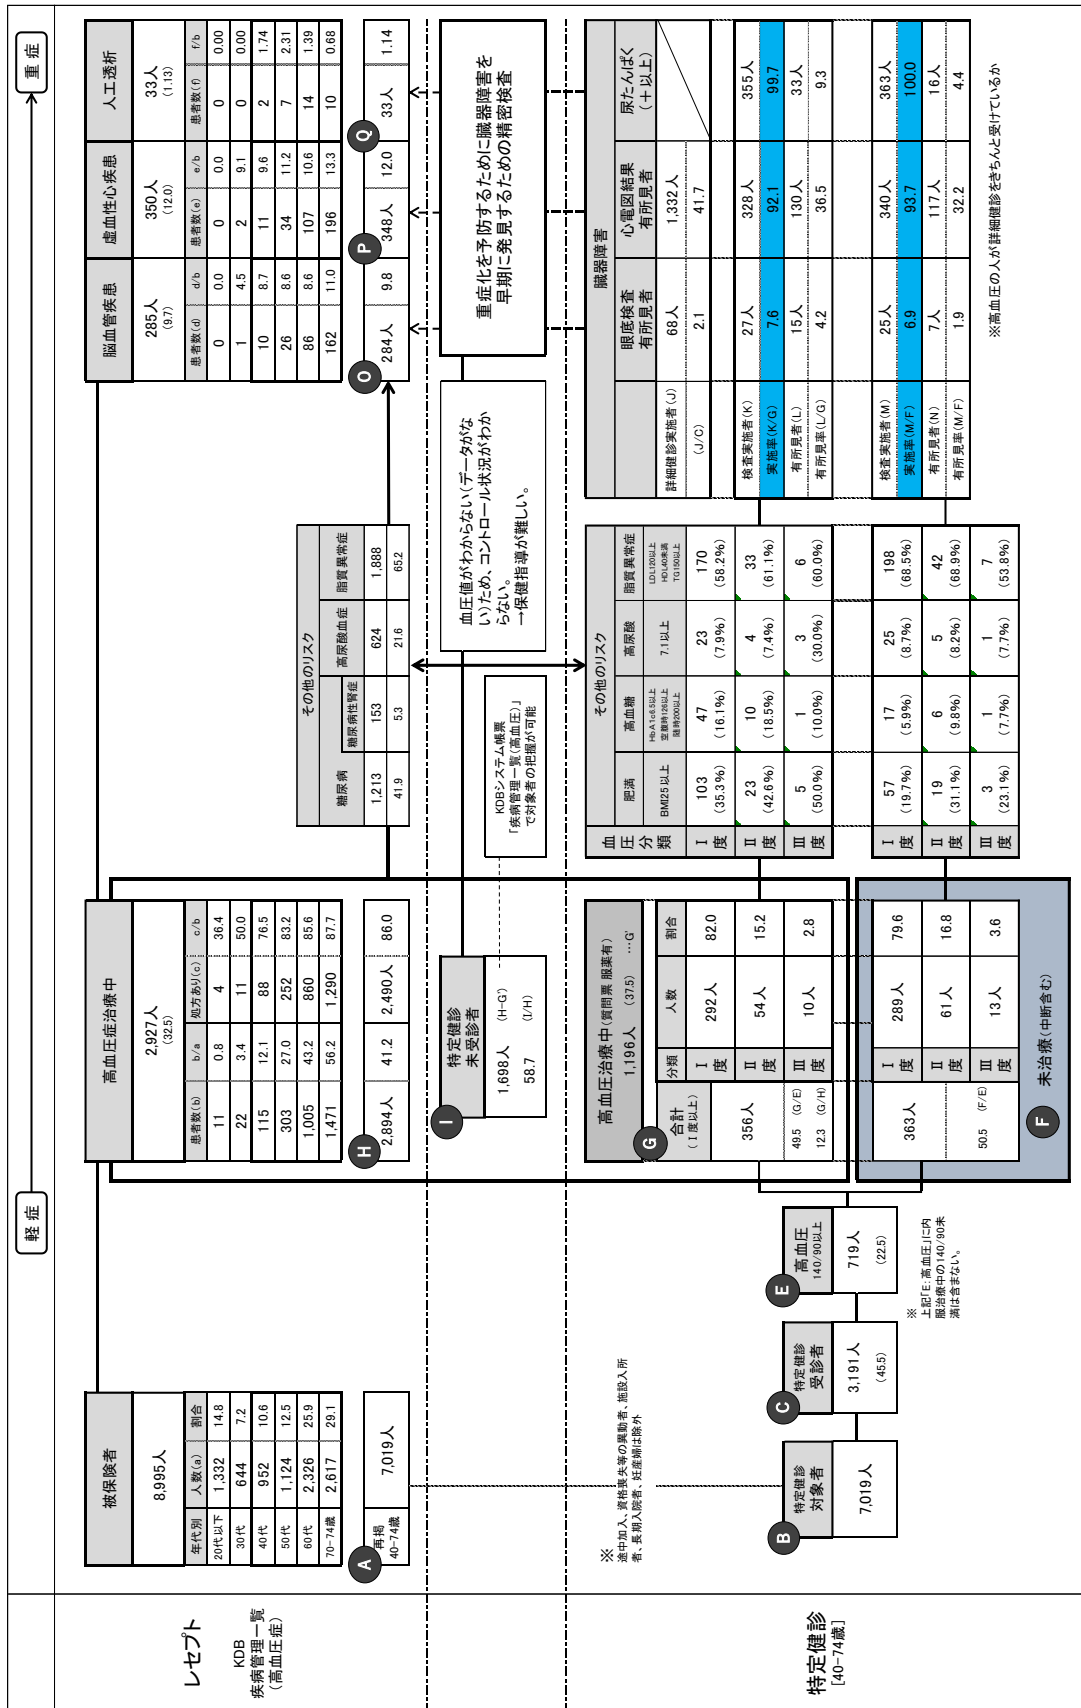 軽症
重症
レセプト
KDB
疾病管理一覧
(高血圧症)
被保険者
8,995人
年代別 人数(a) 割合
20代以下 1,332 14.8
30代 644 7.2
40代 952 10.6
50代 1,124 12.5
60代 2,326 25.9
70-74歳 2,617 29.1
A
再掲
40-74歳
7,019人
高血圧症治療中
2,927人
(32.5)
患者数(b) b/a 処方あり(c) c/b
11 0.8 4 36.4
22 3.4 11 50.0
115 12.1 88 76.5
303 27.0 252 83.2
1,005 43.2 860 85.6
1,471 56.2 1,290 87.7
H
2,894人 41.2 2,490人 86.0
その他のリスク
糖尿病 糖尿病性腎症 高尿酸血症 脂質異常症
1,213 153 624 1,888
41.9 5.3 21.6 65.2
脳血管疾患 虚血性心疾患 人工透析
285人 350人 33人
(9.7) (12.0) (1.13)
患者数(d) d/b 患者数(e) e/b 患者数(f) f/b
0 0.0 0 0.0 0 0.00
1 4.5 2 9.1 0 0.00
10 8.7 11 9.6 2 1.74
26 8.6 34 11.2 7 2.31
86 8.6 107 10.6 14 1.39
162 11.0 196 13.3 10 0.68
O P Q
284人 9.8 348人 12.0 33人 1.14
I
特定健診
未受診者
1,698人 (H-G')
58.7 (I/H)
KDBシステム帳票
「疾病管理一覧(高血圧)」
で対象者の把握が可能
血圧値がわからない(データがな
い)ため、コントロール状況がわか
らない。
→保健指導が難しい。
重症化を予防するために臓器障害を
早期に発見するための精密検査
特定健診
[40-74歳]
※
途中加入、資格喪失等の異動者、施設入所
者、長期入院者、妊産婦は除外
B
特定健診
対象者
7,019人
C
特定健診
受診者
3,191人
(45.5)
E
高血圧
140/90以上
719人
(22.5)
※
上記「E:高血圧」に内
服治療中の140/90未
満は含まない。
高血圧治療中(質問票 服薬有)
1,196人 (37.5) …G'
G
合計
(Ⅰ度以上)
分類 人数 割合
356人
49.5 (G/E)
12.3 (G/H)
Ⅰ度 292人 82.0
Ⅱ度 54人 15.2
Ⅲ度 10人 2.8
363人
50.5 (F/E)
Ⅰ度 289人 79.6
Ⅱ度 61人 16.8
Ⅲ度 13人 3.6
F
未治療(中断含む)
血圧分類
その他のリスク
肥満 高血糖 高尿酸 脂質異常症
BMI25以上
HbA1c6.5以上
空腹時126以上
随時200以上
7.1以上
LDL120以上
HDL40未満
TG150以上
Ⅰ度 103 47 23 170
(35.3%) (16.1%) (7.9%) (58.2%)
Ⅱ度 23 10 4 33
(42.6%) (18.5%) (7.4%) (61.1%)
Ⅲ度 5 1 3 6
(50.0%) (10.0%) (30.0%) (60.0%)
Ⅰ度 57 17 25 198
(19.7%) (5.9%) (8.7%) (68.5%)
Ⅱ度 19 6 5 42
(31.1%) (9.8%) (8.2%) (68.9%)
Ⅲ度 3 1 1 7
(23.1%) (7.7%) (7.7%) (53.8%)
臓器障害
眼底検査
有所見者
心電図結果
有所見者
尿たんぱく
(+以上)
詳細健診実施者(J) 68人 1,332人
(J/C) 2.1 41.7
検査実施者(K) 27人 328人 355人
実施率(K/G) 7.6 92.1 99.7
有所見者(L) 15人 130人 33人
有所見率(L/G) 4.2 36.5 9.3
検査実施者(M) 25人 340人 363人
実施率(M/F) 6.9 93.7 100.0
有所見者(N) 7人 117人 16人
有所見率(M/F) 1.9 32.2 4.4
※高血圧の人が詳細健診をきちんと受けているか